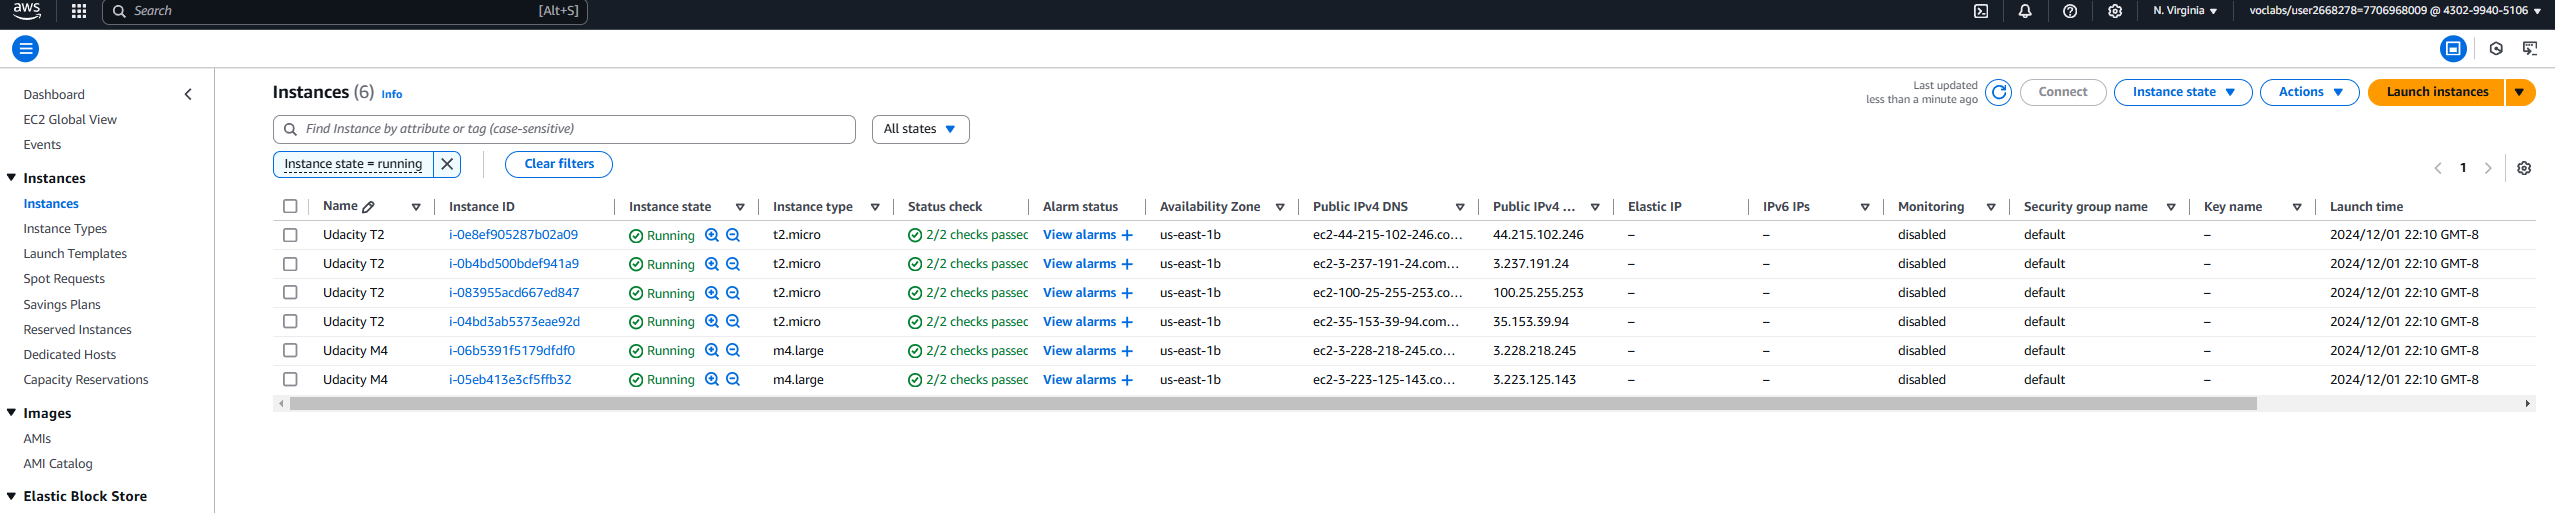 aws Search [Alt+S] N. Virginia voclabs/user2668278=7706968009 @ 4302-9940-5106
Dashboard
EC2 Global View
Events
Instances
Instances
Instance Types
Launch Templates
Spot Requests
Savings Plans
Reserved Instances
Dedicated Hosts
Capacity Reservations
Images
AMIs
AMI Catalog
Elastic Block Store
Instances (6) Info
Last updated
less than a minute ago
Connect Instance state Actions Launch instances
Find Instance by attribute or tag (case-sensitive) All states
Instance state = running Clear filters
1
Name Instance ID Instance state Instance type Status check Alarm status Availability Zone Public IPv4 DNS Public IPv4 ... Elastic IP IPv6 IPs Monitoring Security group name Key name Launch time
Udacity T2 i-0e8ef905287b02a09 Running t2.micro 2/2 checks passed View alarms + us-east-1b ec2-44-215-102-246.co... 44.215.102.246 – – disabled default – 2024/12/01 22:10 GMT-8
Udacity T2 i-0b4bd500bdef941a9 Running t2.micro 2/2 checks passed View alarms + us-east-1b ec2-3-237-191-24.com... 3.237.191.24 – – disabled default – 2024/12/01 22:10 GMT-8
Udacity T2 i-083955acd667ed847 Running t2.micro 2/2 checks passed View alarms + us-east-1b ec2-100-25-255-253.co... 100.25.255.253 – – disabled default – 2024/12/01 22:10 GMT-8
Udacity T2 i-04bd3ab5373eae92d Running t2.micro 2/2 checks passed View alarms + us-east-1b ec2-35-153-39-94.com... 35.153.39.94 – – disabled default – 2024/12/01 22:10 GMT-8
Udacity M4 i-06b5391f5179dfdf0 Running m4.large 2/2 checks passed View alarms + us-east-1b ec2-3-228-218-245.co... 3.228.218.245 – – disabled default – 2024/12/01 22:10 GMT-8
Udacity M4 i-05eb413e3cf5ffb32 Running m4.large 2/2 checks passed View alarms + us-east-1b ec2-3-223-125-143.co... 3.223.125.143 – – disabled default – 2024/12/01 22:10 GMT-8